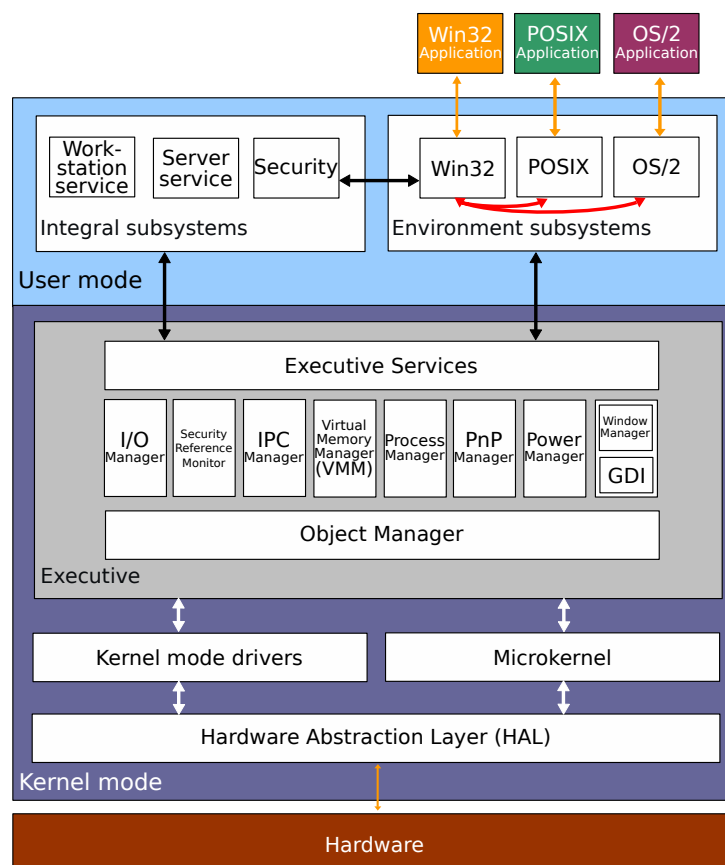 Win32
Application
POSIX
Application
OS/2
Application
Work-
station
service
Server
service
Security
Integral subsystems
Win32
POSIX
OS/2
Environment subsystems
User mode
Executive Services
I/O
Manager
Security
Reference
Monitor
IPC
Manager
Virtual
Memory
Manager
(VMM)
Process
Manager
PnP
Manager
Power
Manager
Window
Manager
GDI
Object Manager
Executive
Kernel mode drivers
Microkernel
Hardware Abstraction Layer (HAL)
Kernel mode
Hardware